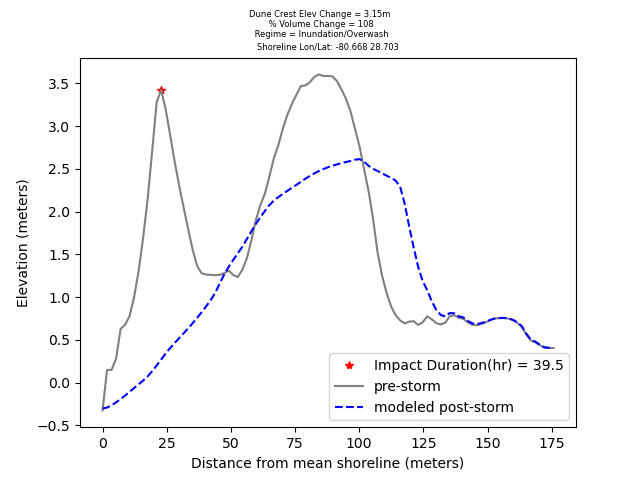 Dune Crest Elev Change = 3.15m
% Volume Change = 108
Regime = Inundation/Overwash
Shoreline Lon/Lat: -80.668 28.703
3.5
3.0
2.5
2.0
1.5
1.0
0.5
0.0
−0.5
Elevation (meters)
Impact Duration(hr) = 39.5
pre-storm
modeled post-storm
0 25 50 75 100 125 150 175
Distance from mean shoreline (meters)